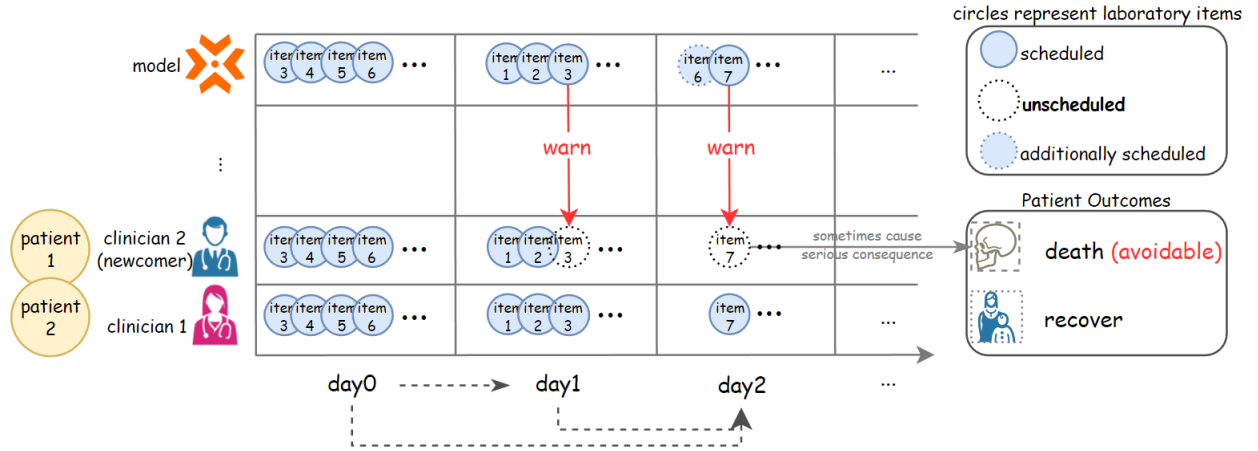 circles represent laboratory items
model
item
3
item
4
item
5
item
6
...
item
1
item
2
item
3
...
item
6
item
7
...
...
scheduled
unscheduled
additionally scheduled
warn
warn
...
patient
1
clinician 2
(newcomer)
item
3
item
4
item
5
item
6
...
item
1
item
2
item
3
...
item
7
...
sometimes cause
serious consequence
Patient Outcomes
death (avoidable)
recover
patient
2
clinician 1
item
3
item
4
item
5
item
6
...
item
1
item
2
item
3
...
item
7
...
...
day0
day1
day2
...